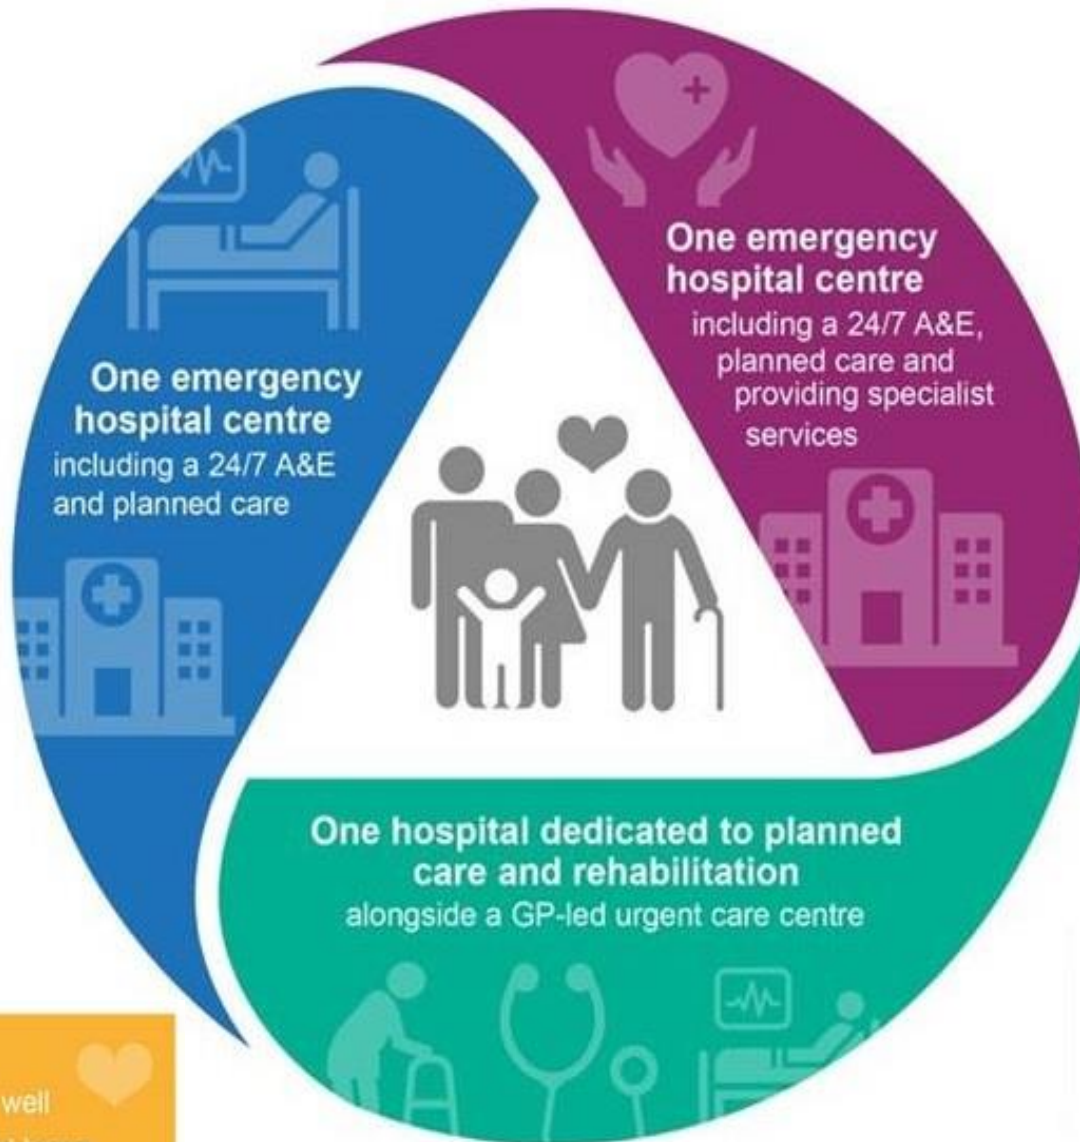 One emergency
hospital centre
including a 24/7 A&E,
planned care and
providing specialist
services
One emergency
hospital centre
including a 24/7 A&E
and planned care
One hospital dedicated to planned
care and rehabilitation
alongside a GP-led urgent care centre
well